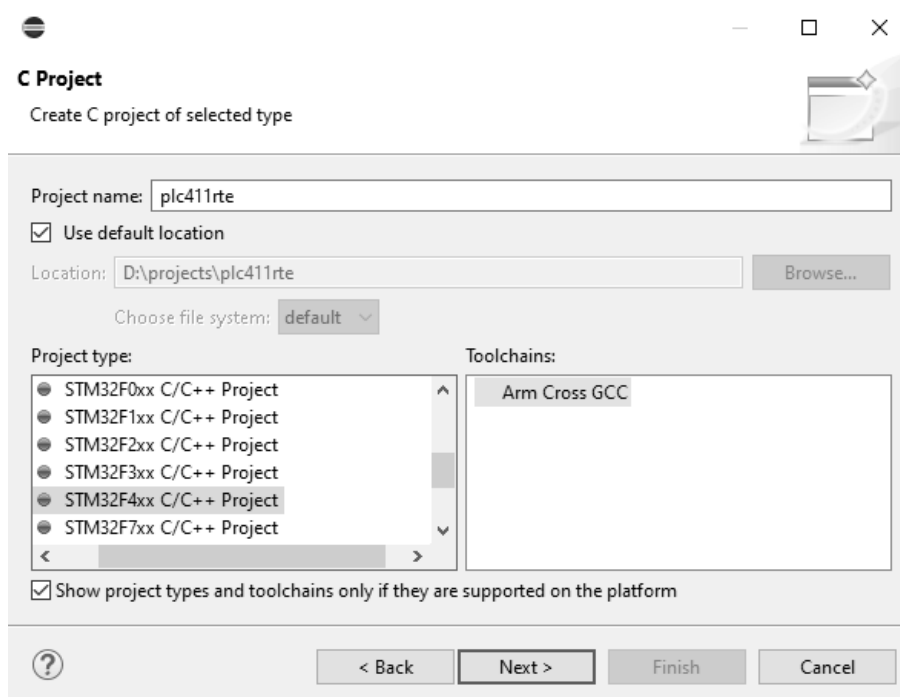 C Project
Create C project of selected type
Project name: plc411rte
Use default location
Location: D:\projects\plc411rte Browse...
Choose file system: default
Project type: Toolchains:
STM32F0xx C/C++ Project Arm Cross GCC
STM32F1xx C/C++ Project
STM32F2xx C/C++ Project
STM32F3xx C/C++ Project
STM32F4xx C/C++ Project
STM32F7xx C/C++ Project
Show project types and toolchains only if they are supported on the platform
? < Back Next > Finish Cancel